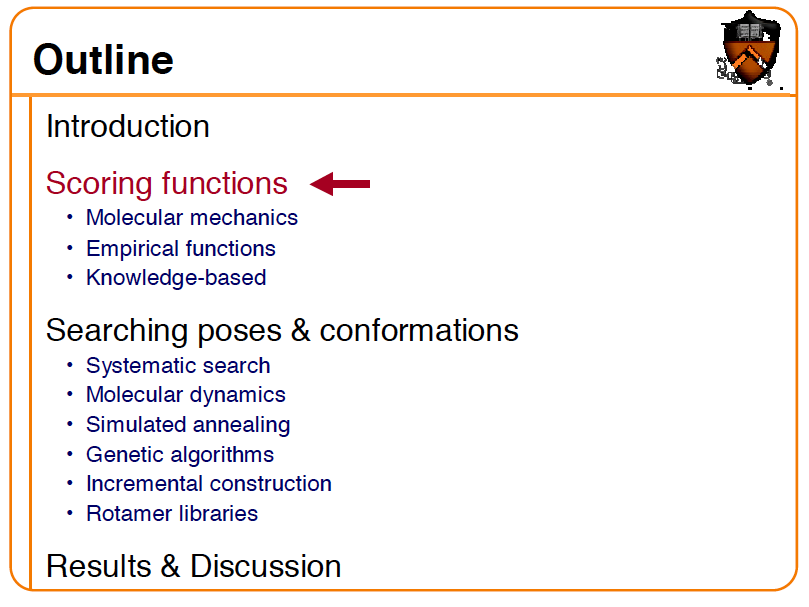 Outline
Introduction
Scoring functions
• Molecular mechanics
• Empirical functions
• Knowledge-based
Searching poses & conformations
• Systematic search
• Molecular dynamics
• Simulated annealing
• Genetic algorithms
• Incremental construction
• Rotamer libraries
Results & Discussion